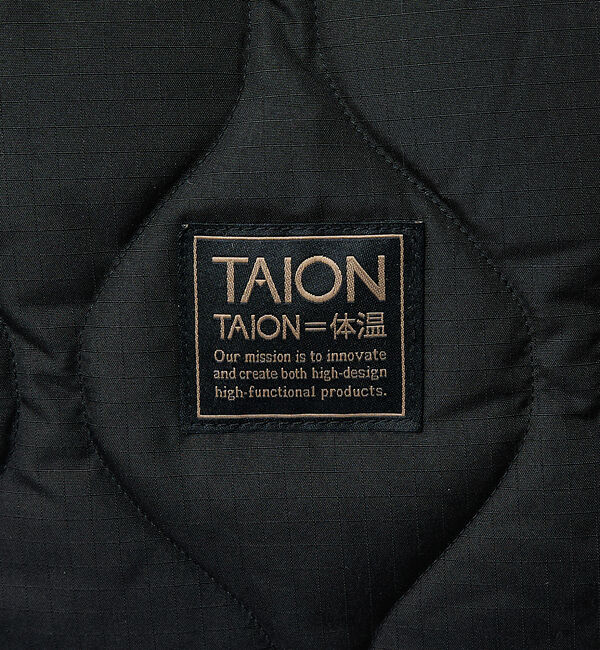 TAION
TAION=体温
Our mission is to innovate
and create both high-design
high-functional products.